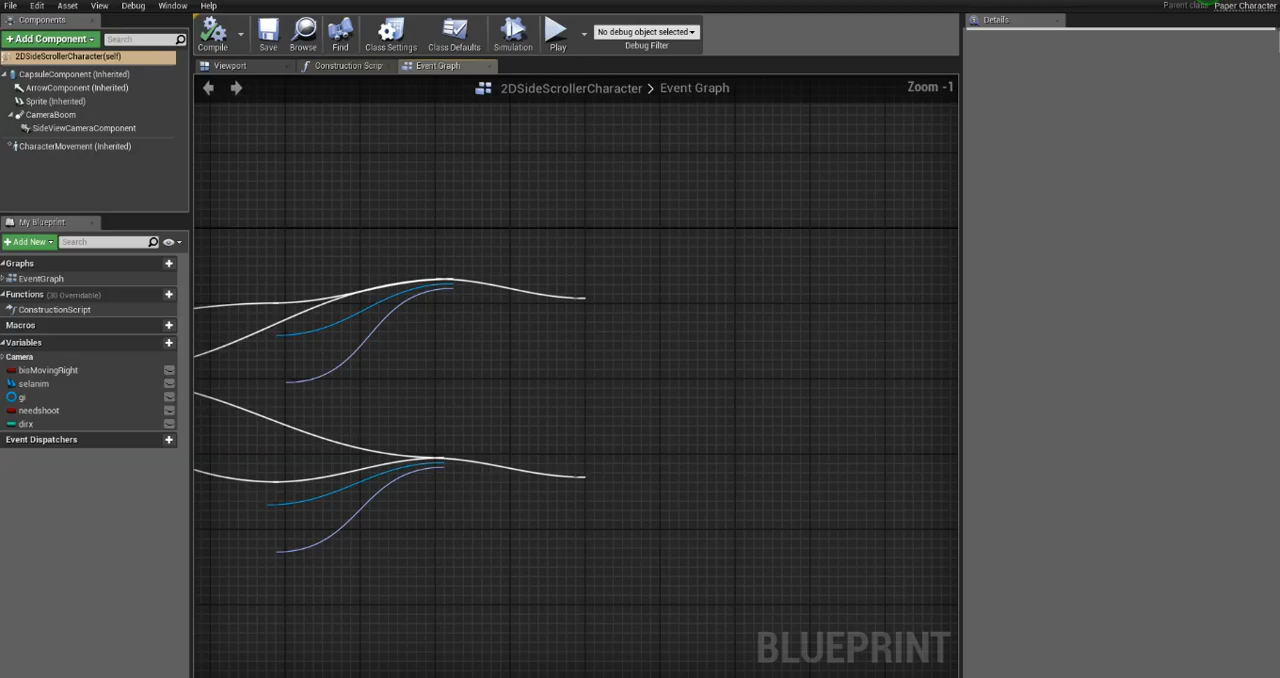 File Edit Asset View Debug Window Help
Parent class: Paper Character
Components
+Add Component
Search
2DSideScrollerCharacter(self)
CapsuleComponent (Inherited)
ArrowComponent (Inherited)
Sprite (Inherited)
CameraBoom
SideViewCameraComponent
CharacterMovement (Inherited)
Compile
Save
Browse
Find
Class Settings
Class Defaults
Simulation
Play
No debug object selected
Debug Filter
Viewport
Construction Scrip
Event Graph
2DSideScrollerCharacter > Event Graph
Zoom -1
Details
My Blueprint
+Add New
Search
Graphs
EventGraph
Functions (30 Overridable)
ConstructionScript
Macros
Variables
Camera
bisMovingRight
selanim
gi
needshoot
dirx
Event Dispatchers
BLUEPRINT